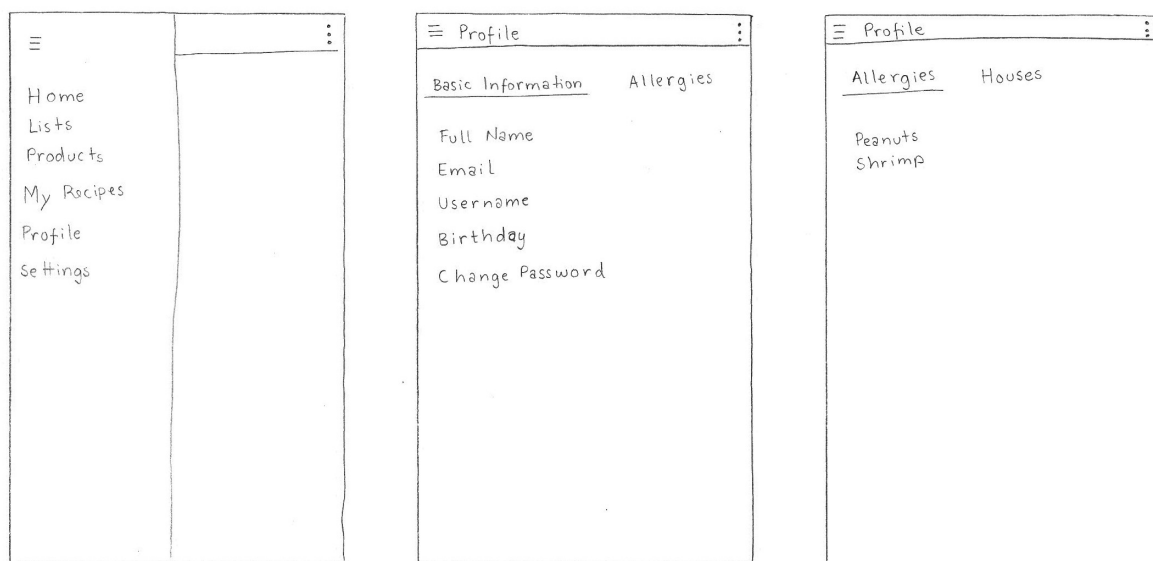 Home
Lists
Products
My Recipes
Profile
Settings
Profile
Basic Information Allergies
Full Name
Email
Username
Birthday
Change Password
Profile
Allergies Houses
Peanuts
Shrimp